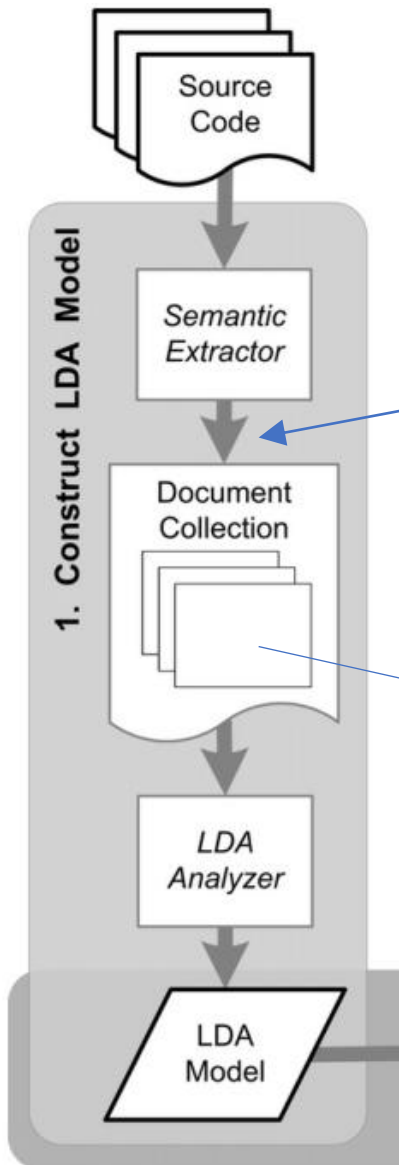 Source
Code
1. Construct LDA Model
Semantic
Extractor
Document
Collection
LDA
Analyzer
LDA
Model